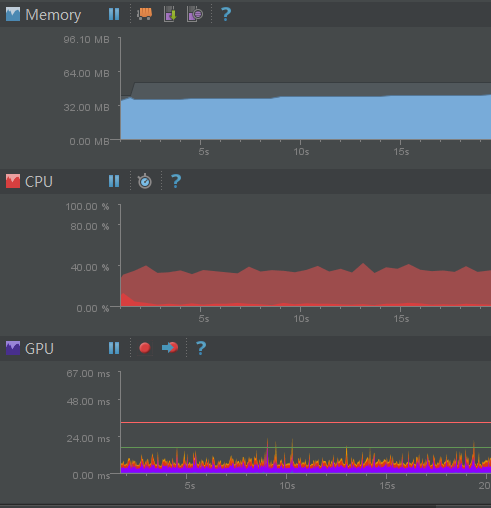 Memory ?
96.10 MB
64.00 MB
32.00 MB
0.00 MB
5s 10s 15s
CPU ?
100.00 %
80.00 %
40.00 %
0.00 %
5s 10s 15s
GPU ?
67.00 ms
48.00 ms
24.00 ms
0.00 ms
5s 10s 15s 20